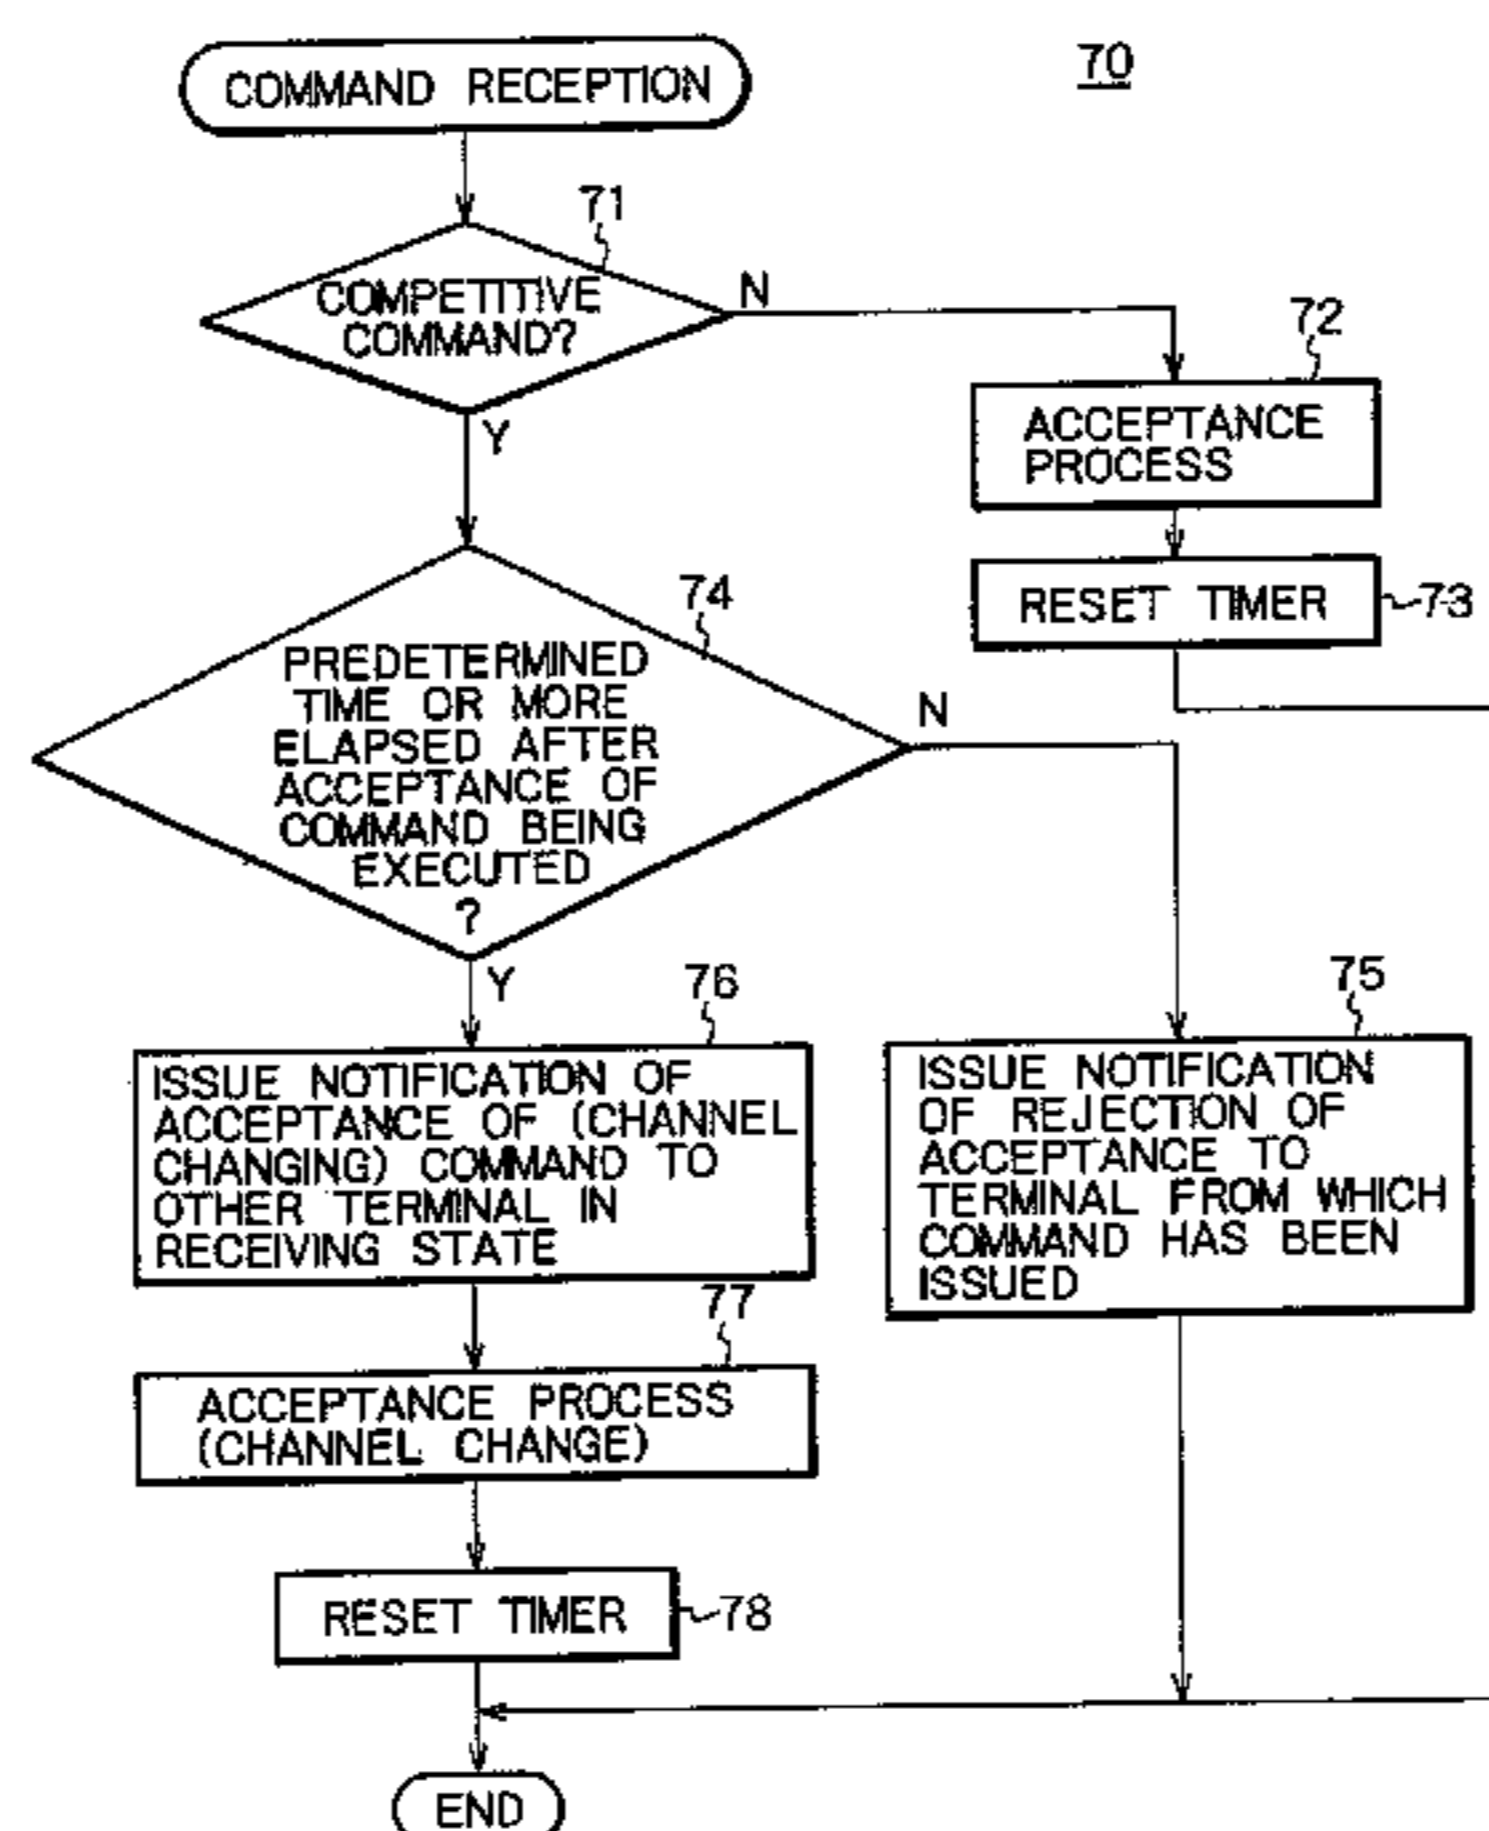 70
COMMAND RECEPTION
71
COMPETITIVE
COMMAND?
N
Y
72
ACCEPTANCE
PROCESS
RESET TIMER
73
74
PREDETERMINED
TIME OR MORE
ELAPSED AFTER
ACCEPTANCE OF
COMMAND BEING
EXECUTED
?
N
Y
75
ISSUE NOTIFICATION
OF REJECTION OF
ACCEPTANCE TO
TERMINAL FROM WHICH
COMMAND HAS BEEN
ISSUED
76
ISSUE NOTIFICATION OF
ACCEPTANCE OF (CHANNEL
CHANGING) COMMAND TO
OTHER TERMINAL IN
RECEIVING STATE
77
ACCEPTANCE PROCESS
(CHANNEL CHANGE)
RESET TIMER
78
END